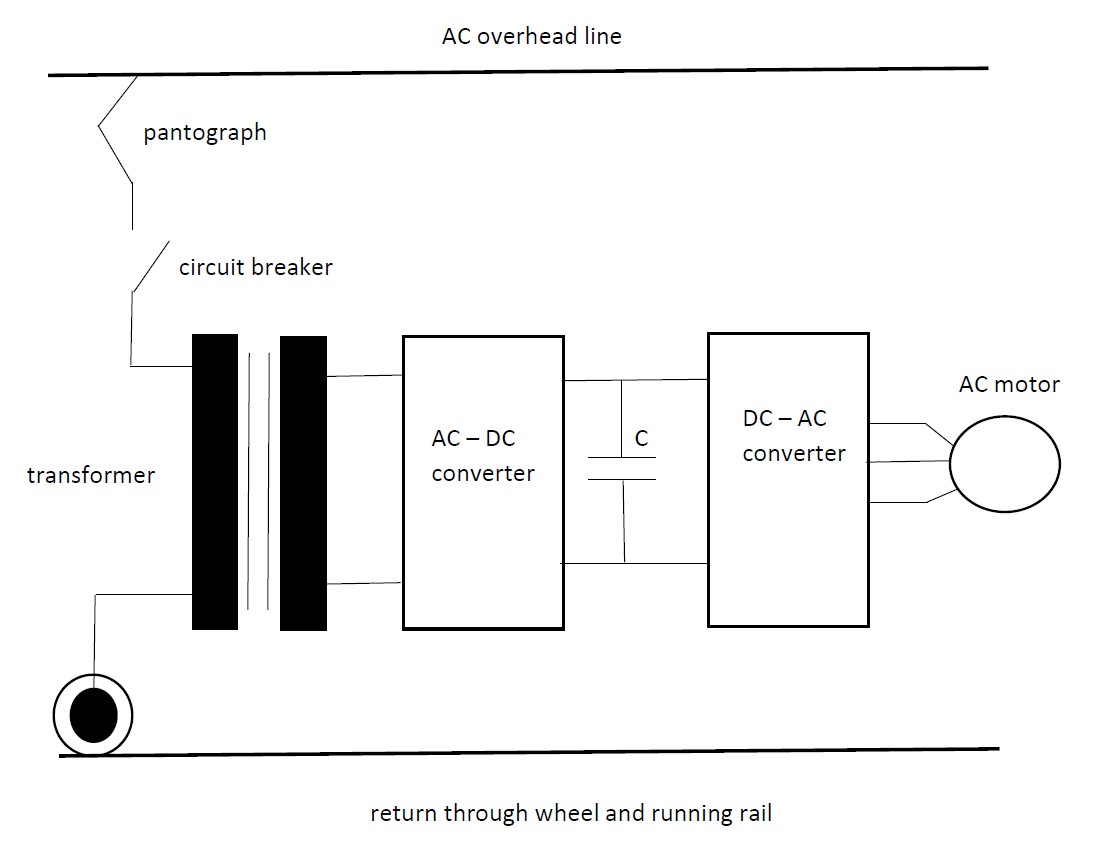 AC overhead line
pantograph
circuit breaker
AC motor
DC – AC
converter
AC – DC
converter
C
transformer
return through wheel and running rail